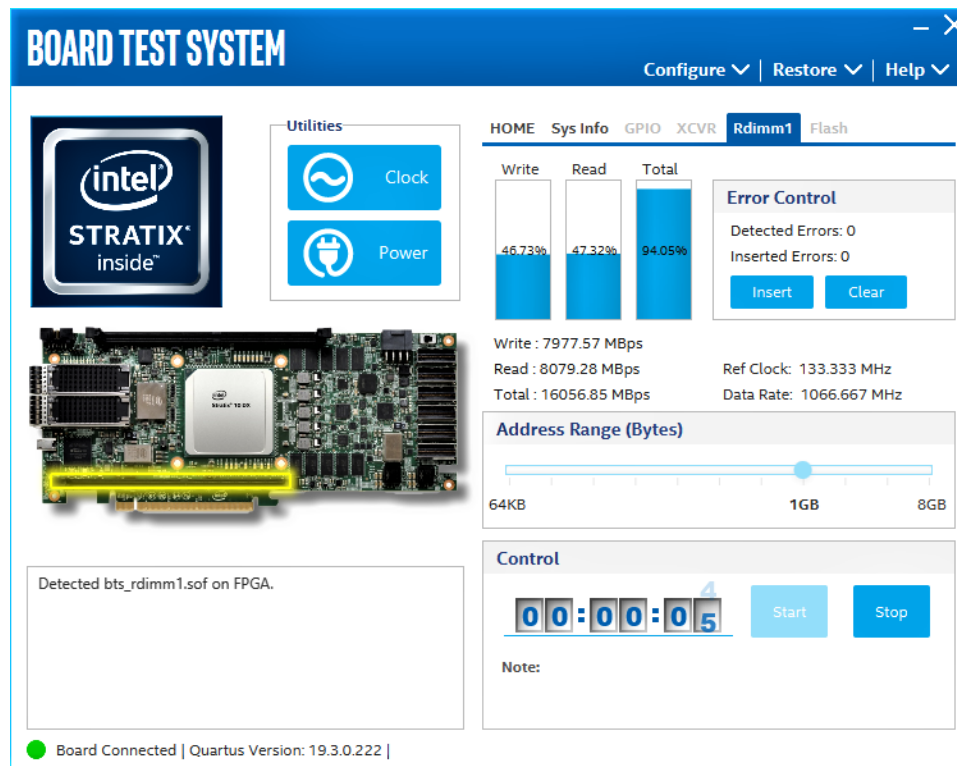 BOARD TEST SYSTEM
Configure | Restore | Help
intel
STRATIX
inside™
Utilities
Clock
Power
HOME Sys Info GPIO XCVR Rdimm1 Flash
Write Read Total
46.73% 47.32% 94.05%
Error Control
Detected Errors: 0
Inserted Errors: 0
Insert Clear
Write : 7977.57 MBps
Read : 8079.28 MBps
Total : 16056.85 MBps
Ref Clock: 133.333 MHz
Data Rate: 1066.667 MHz
Address Range (Bytes)
64KB 1GB 8GB
Control
4
00:00:05
Start Stop
Note:
Detected bts_rdimm1.sof on FPGA.
Board Connected | Quartus Version: 19.3.0.222 |